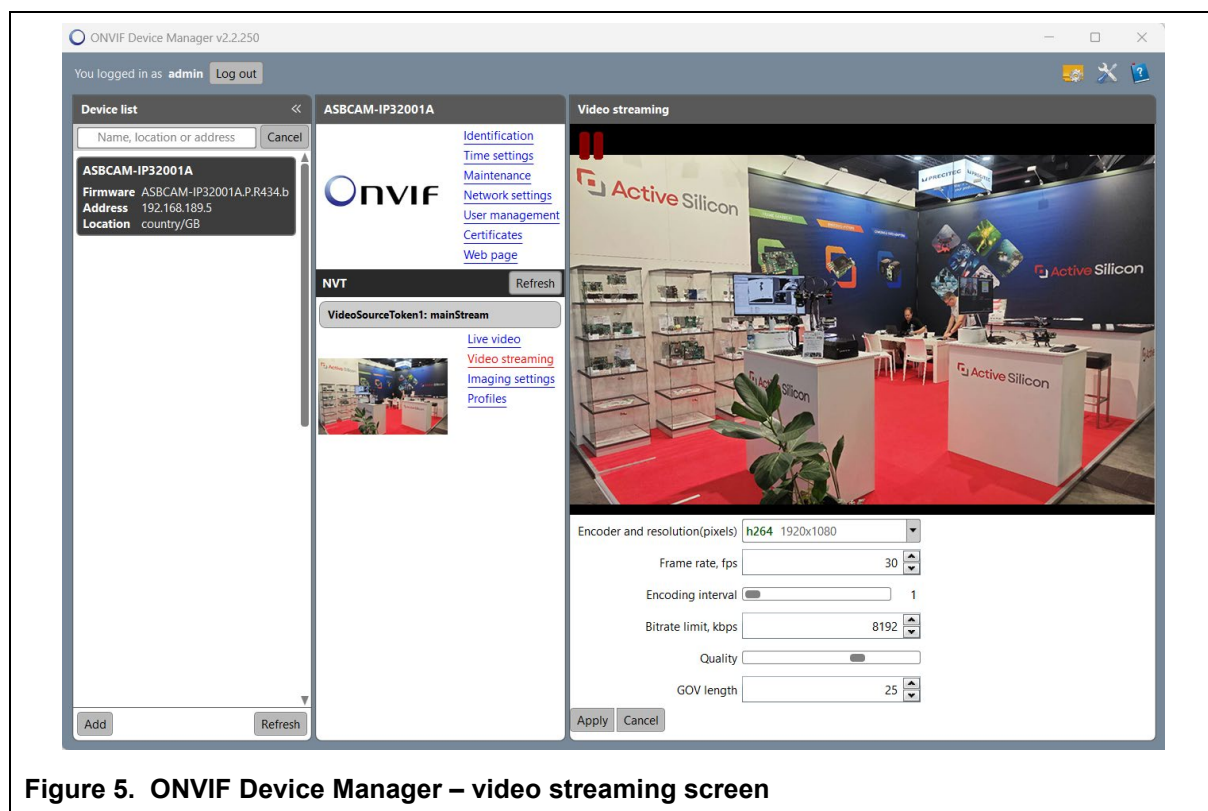 ONVIF Device Manager v2.2.250
You logged in as admin Log out
Device list
Name, location or address Cancel
ASBCAM-IP32001A
Firmware ASBCAM-IP32001A.P.R434.b
Address 192.168.189.5
Location country/GB
Add Refresh
ASBCAM-IP32001A
ONVIF
Identification
Time settings
Maintenance
Network settings
User management
Certificates
Web page
NVT Refresh
VideoSourceToken1: mainStream
Live video
Video streaming
Imaging settings
Profiles
Video streaming
Active Silicon
PRECITEC
Active Silicon
Active Silicon
Active Silicon
Encoder and resolution(pixels) h264 1920x1080
Frame rate, fps 30
Encoding interval 1
Bitrate limit, kbps 8192
Quality
GOV length 25
Apply Cancel
Figure 5. ONVIF Device Manager – video streaming screen